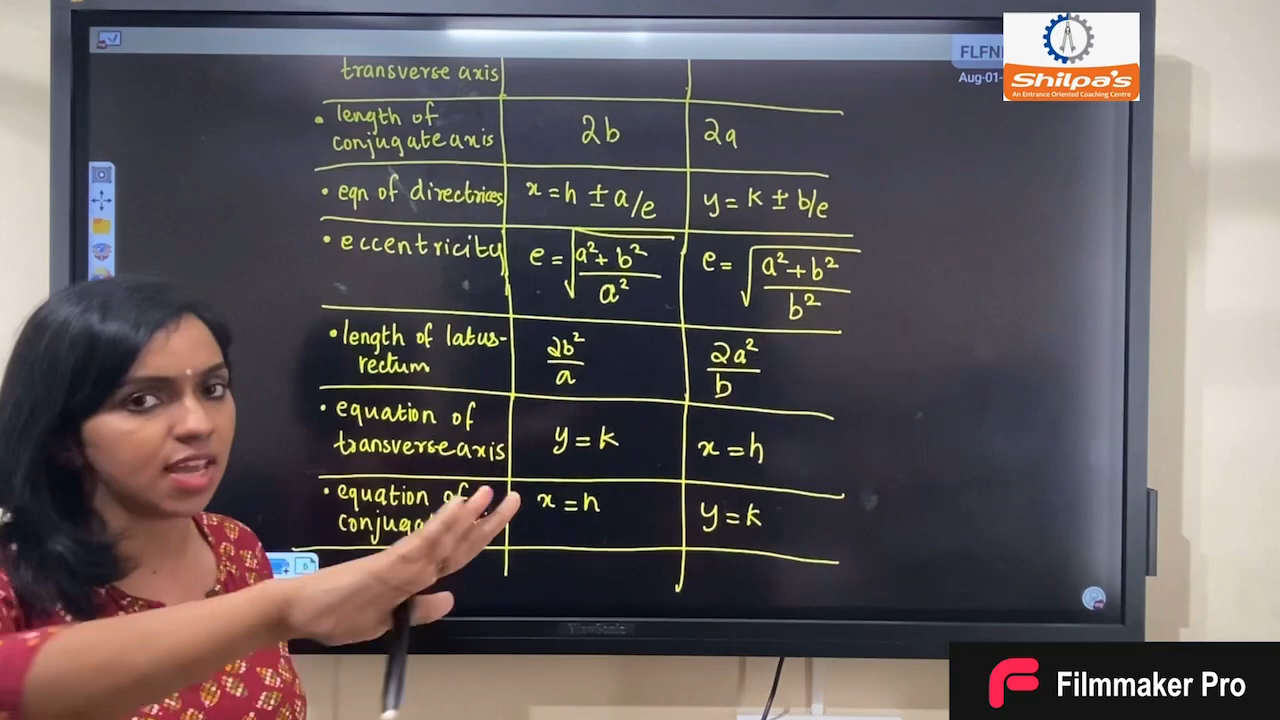 FLFN
Aug-01-
Shilpa's
An Entrance Oriented Coaching Centre
transverse axis
• length of conjugate axis 2b 2a
• eqn of directrices x = h ± a/e y = k ± b/e
• eccentricity e = √((a²+b²)/a²) e = √((a²+b²)/b²)
• length of latus-rectum 2b²/a 2a²/b
• equation of transverse axis y = k x = h
• equation of x = h y = k
ViewSonic
Filmmaker Pro